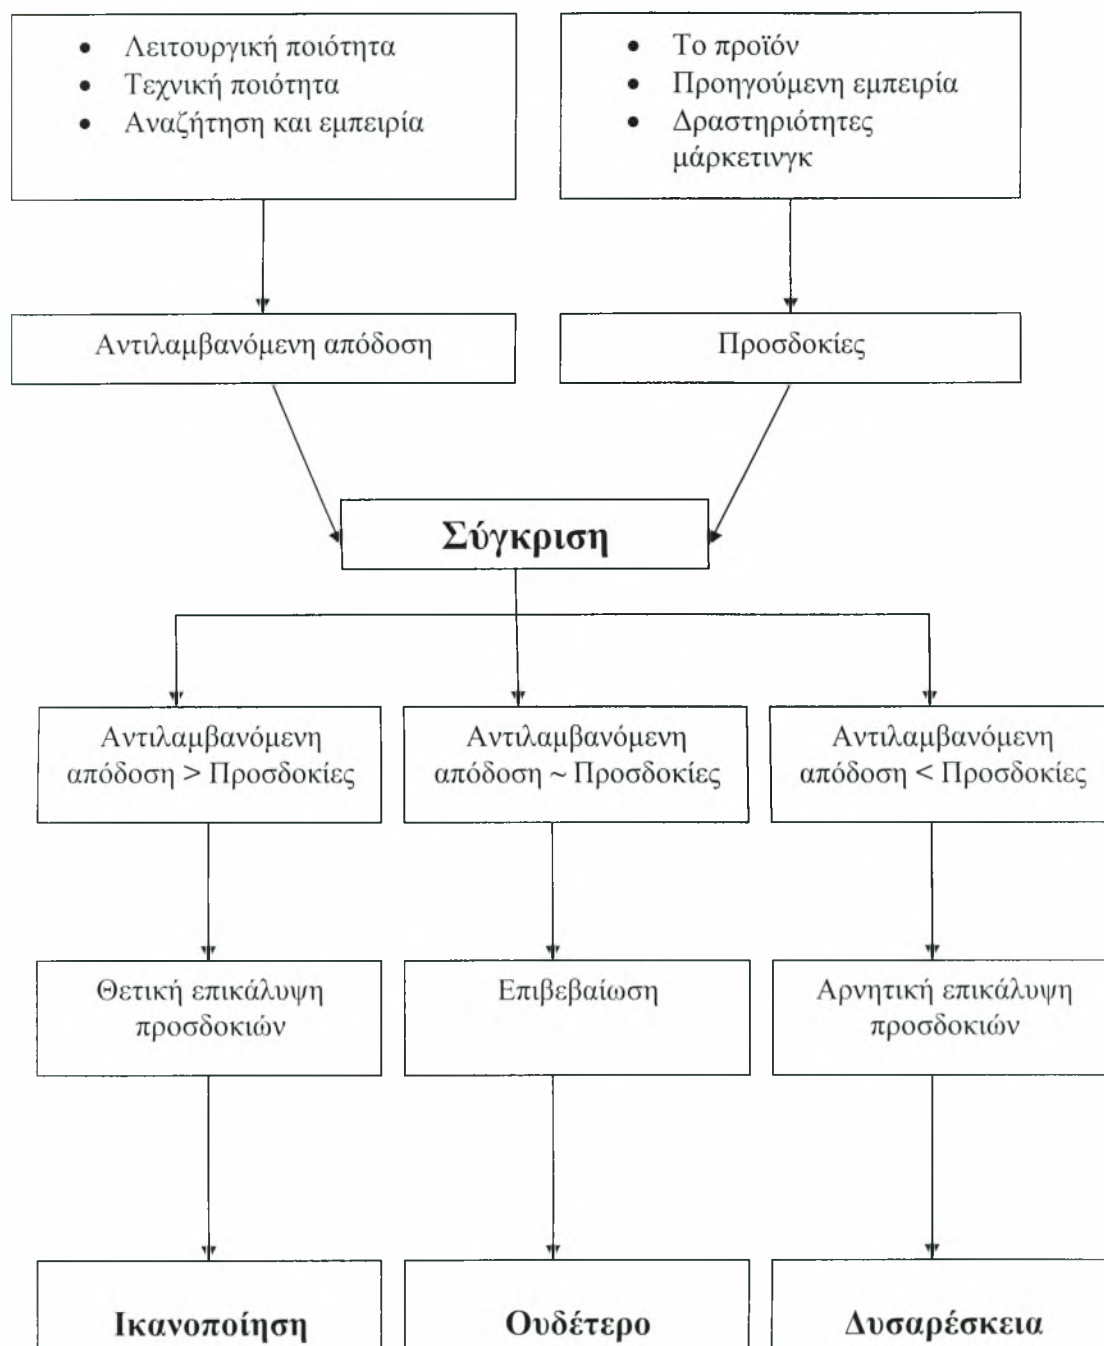 • Λειτουργική ποιότητα
• Τεχνική ποιότητα
• Αναζήτηση και εμπειρία
• Το προϊόν
• Προηγούμενη εμπειρία
• Δραστηριότητες
μάρκετινγκ
Αντιλαμβανόμενη απόδοση
Προσδοκίες
Σύγκριση
Αντιλαμβανόμενη
απόδοση > Προσδοκίες
Αντιλαμβανόμενη
απόδοση ~ Προσδοκίες
Αντιλαμβανόμενη
απόδοση < Προσδοκίες
Θετική επικάλυψη
προσδοκιών
Επιβεβαίωση
Αρνητική επικάλυψη
προσδοκιών
Ικανοποίηση
Ουδέτερο
Δυσαρέσκεια